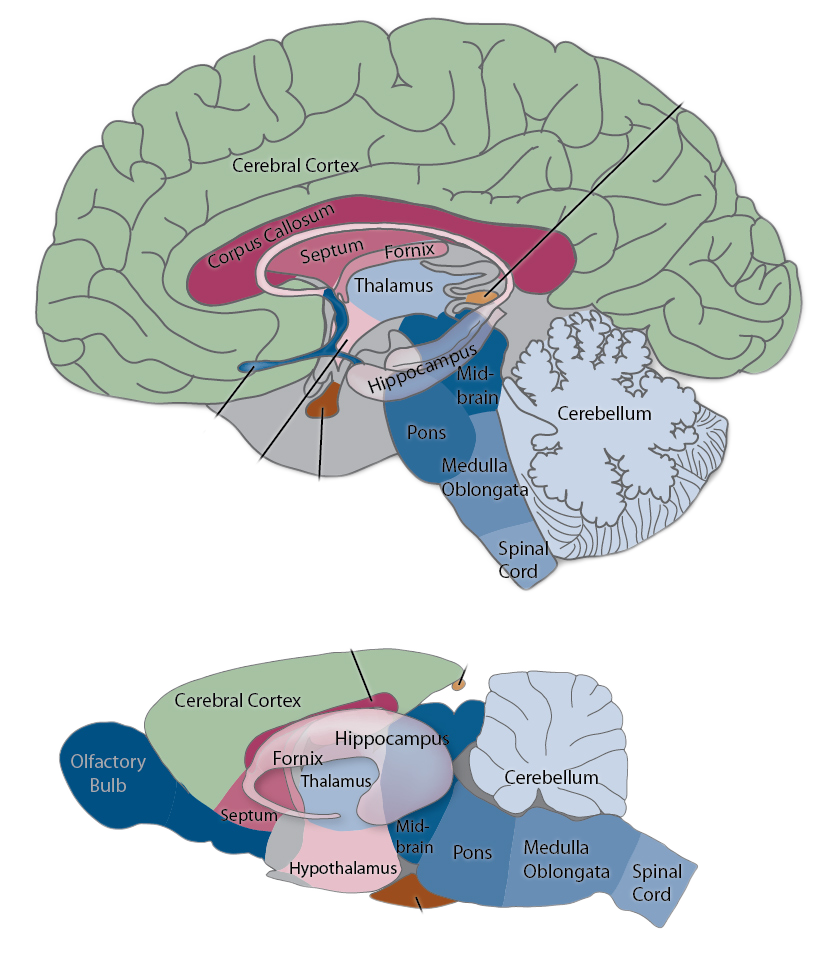 Cerebral Cortex
Corpus Callosum
Septum
Fornix
Thalamus
Hippocampus
Mid-
brain
Cerebellum
Pons
Medulla
Oblongata
Spinal
Cord
Cerebral Cortex
Olfactory
Bulb
Hippocampus
Fornix
Thalamus
Cerebellum
Septum
Mid-
brain
Pons
Medulla
Oblongata
Hypothalamus
Spinal
Cord